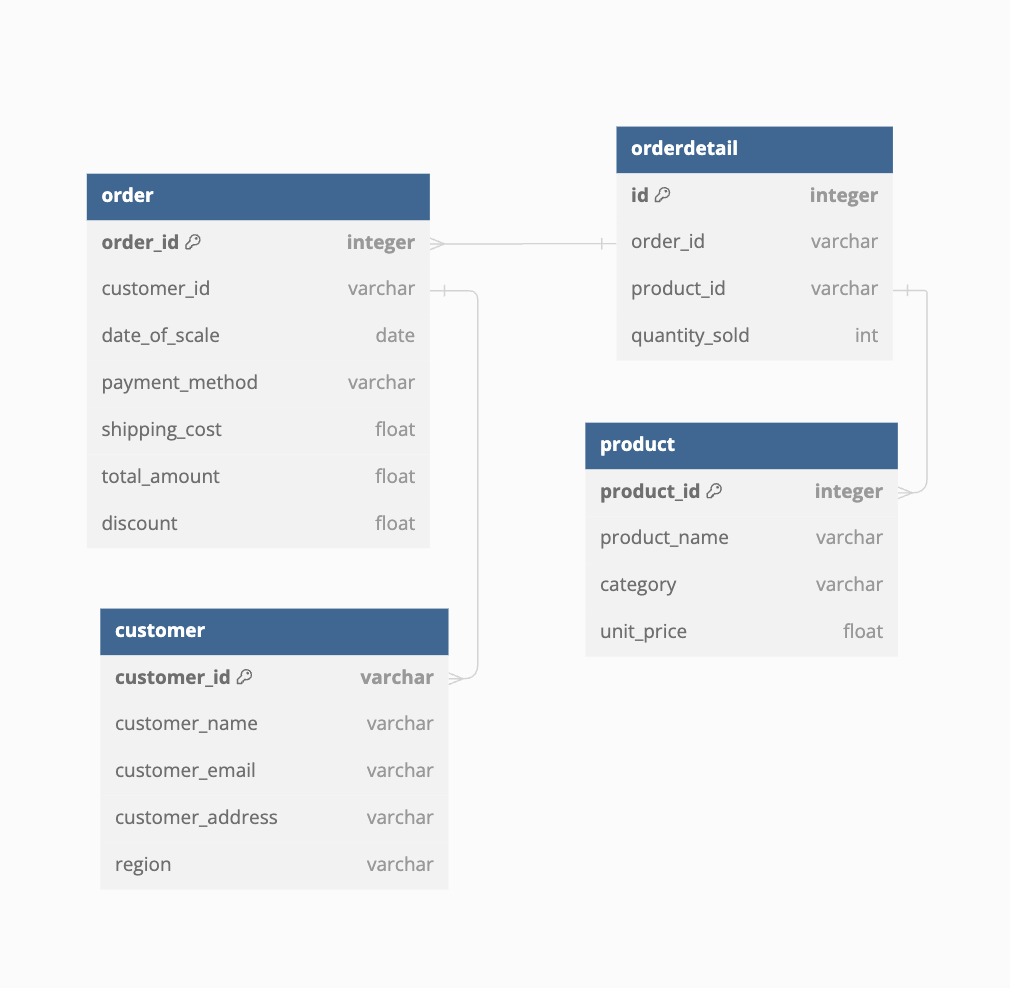 order
order_id integer
customer_id varchar
date_of_scale date
payment_method varchar
shipping_cost float
total_amount float
discount float
orderdetail
id integer
order_id varchar
product_id varchar
quantity_sold int
product
product_id integer
product_name varchar
category varchar
unit_price float
customer
customer_id varchar
customer_name varchar
customer_email varchar
customer_address varchar
region varchar